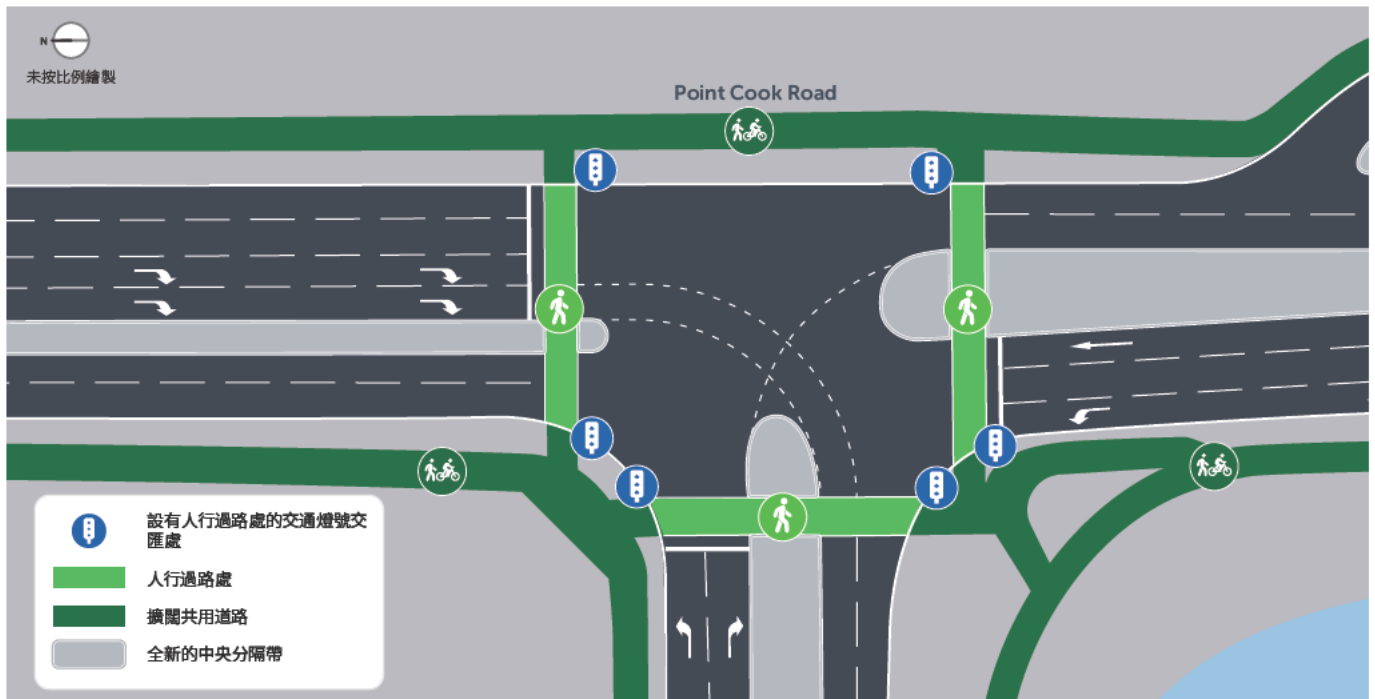 N
未按比例繪製
Point Cook Road
設有人行過路處的交通燈號交
匯處
人行過路處
擴闊共用道路
全新的中央分隔帶